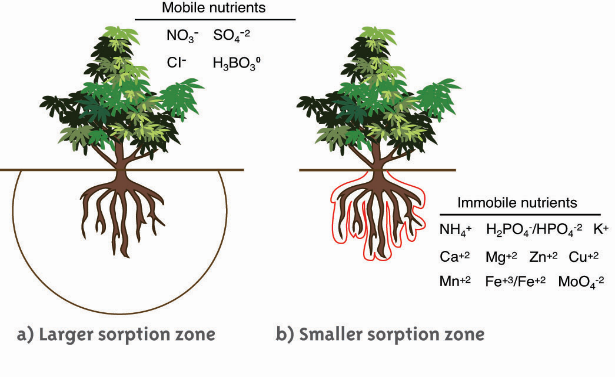 Mobile nutrients
NO₃⁻ SO₄⁻²
Cl⁻ H₃BO₃⁰
Immobile nutrients
NH₄⁺ H₂PO₄⁻/HPO₄⁻² K⁺
Ca⁺² Mg⁺² Zn⁺² Cu⁺²
Mn⁺² Fe⁺³/Fe⁺² MoO₄⁻²
a) Larger sorption zone
b) Smaller sorption zone